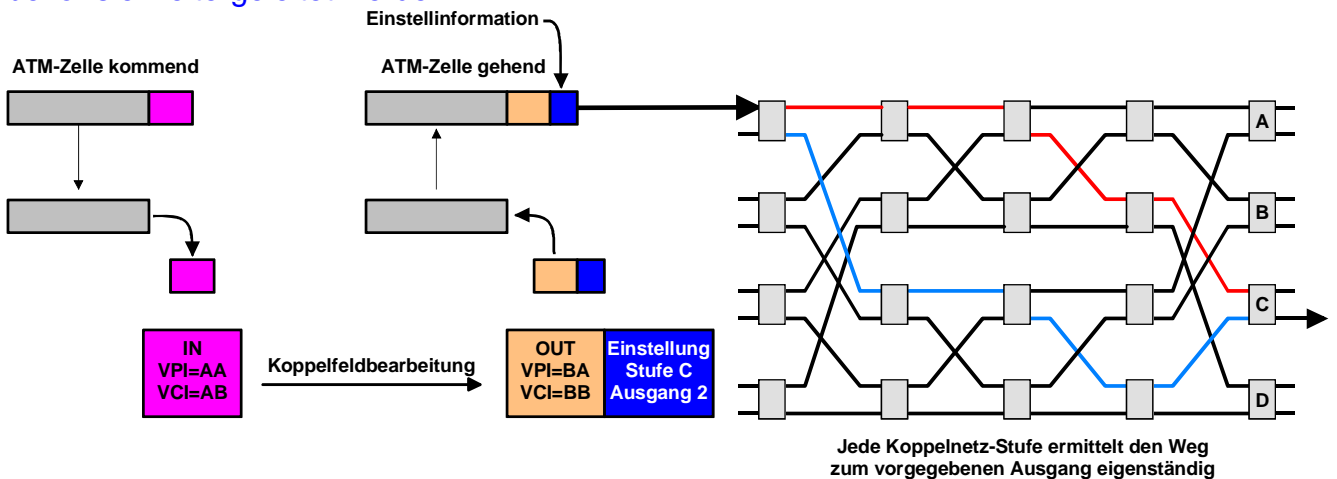 Einstellinformation
ATM-Zelle kommend
ATM-Zelle gehend
A
B
C
D
IN
VPI=AA
VCI=AB
Koppelfeldbearbeitung
OUT
VPI=BA
VCI=BB
Einstellung
Stufe C
Ausgang 2
Jede Koppelnetz-Stufe ermittelt den Weg
zum vorgegebenen Ausgang eigenständig